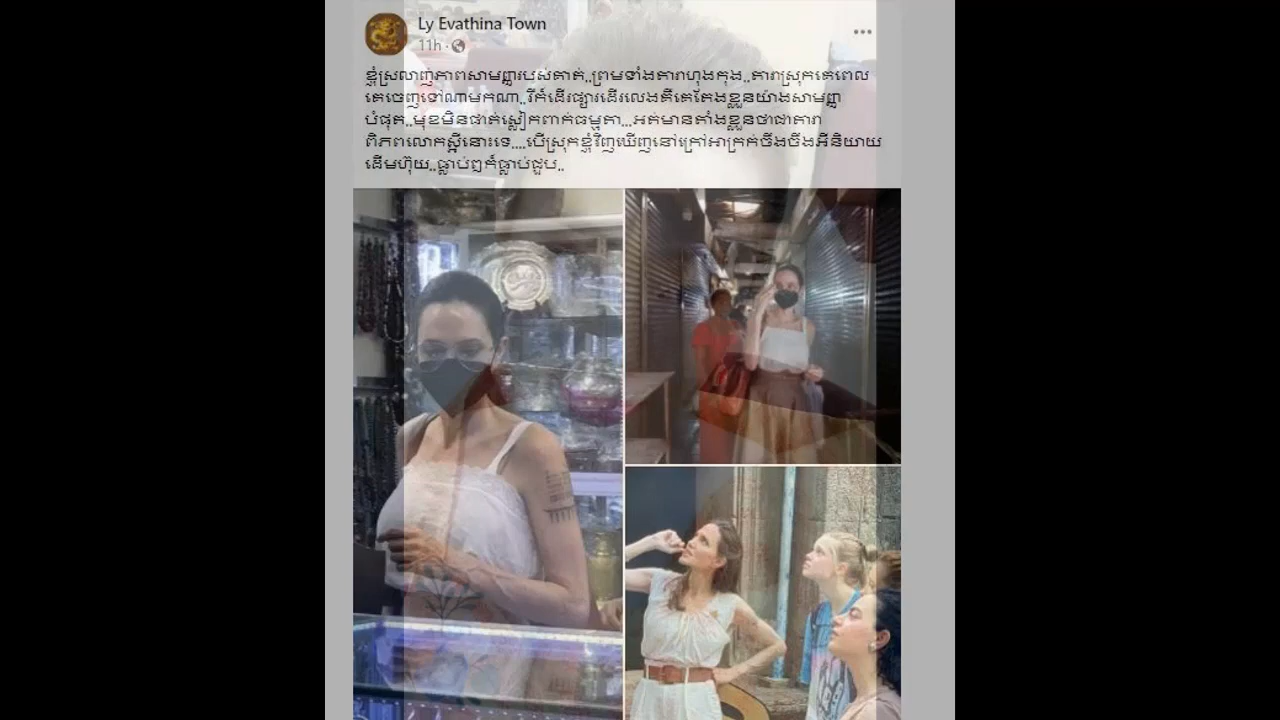 Ly Evathina Town
11h
ខ្ញុំស្រលាញ់ភាពសាមញ្ញរបស់គាត់..ព្រមទាំងតារាហុងកុង..តារាស្រុកគេពេល
គេចេញទៅណាមកណា..រឺកំដើរផ្សារដើរលេងគឺគេតែងខ្លួនយ៉ាងសាមញ្ញ
បំផុត..មុខមិនផាត់ស្លៀកពាក់ធម្មតា...អត់មានតាំងខ្លួនថាជាតារា
ពិភពលោកស្អីនោះទេ....បើស្រុកខ្ញុំវិញឃើញនៅក្រៅអាក្រក់ចឹងចឹងអីនិយាយ
ដើមហ៊ុយ..ធ្លាប់ឮកំធ្លាប់ជួប..